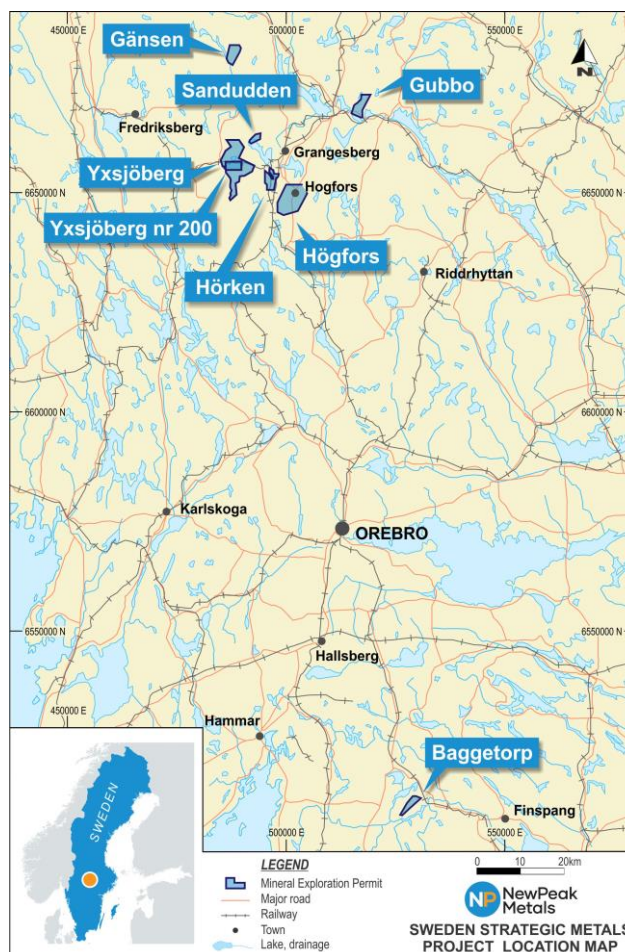 450000 E
500000 E
550000 E
Gänsen
Sandudden
Gubbo
Fredriksberg
Grangesberg
Yxsjöberg
6650000 N
Hogfors
6650000 N
Yxsjöberg nr 200
Högfors
Hörken
Riddrhyttan
6600000 N
6600000 N
Karlskoga
OREBRO
6550000 N
6550000 N
Hallsberg
450000 E
Hammar
Baggetorp
SWEDEN
Finspang
500000 E
550000 E
LEGEND
Mineral Exploration Permit
Major road
Railway
Town
Lake, drainage
0 10 20km
N
NP NewPeak
Metals
SWEDEN STRATEGIC METALS
PROJECT LOCATION MAP